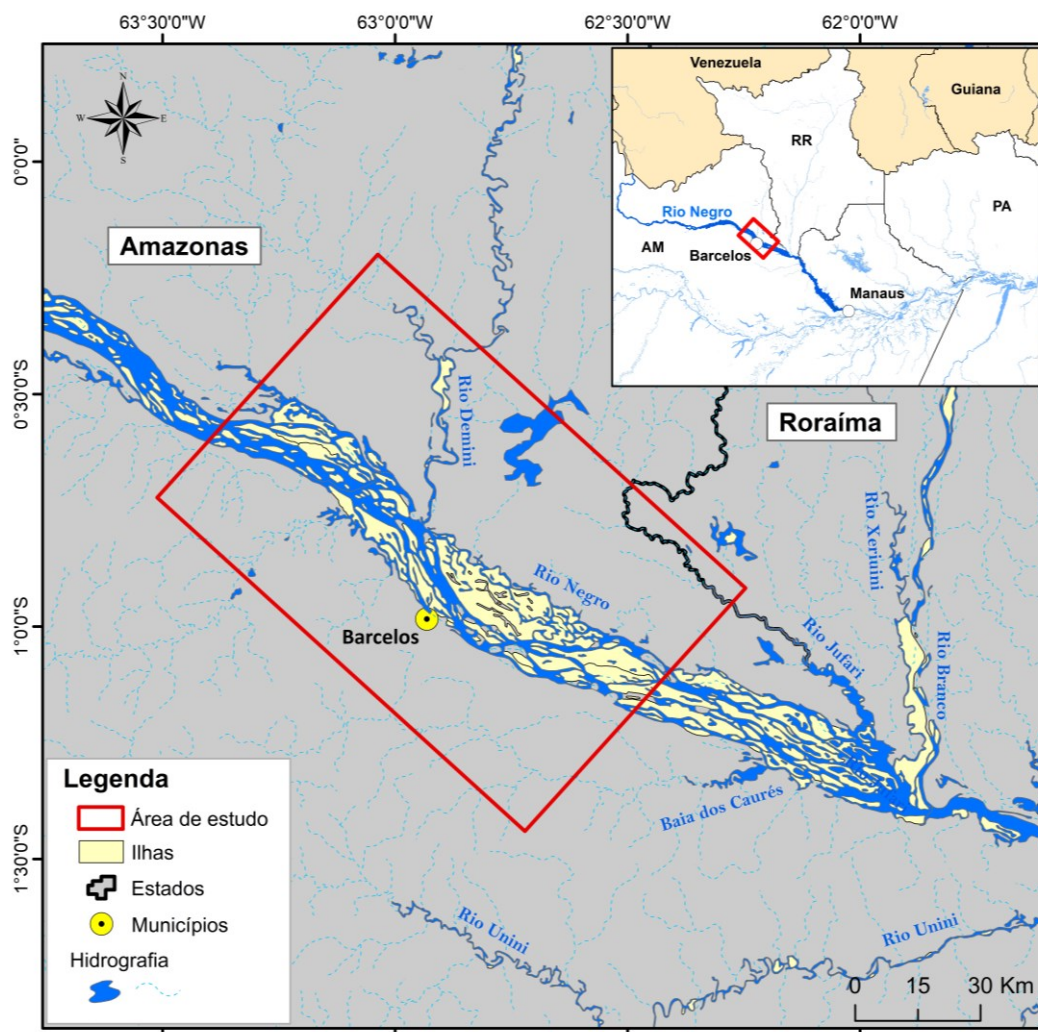 63°30'0"W
63°0'0"W
62°30'0"W
62°0'0"W
0°0'0"
0°30'0"S
1°0'0"S
1°30'0"S
N
W
E
S
Amazonas
Venezuela
Guiana
RR
PA
Rio Negro
AM
Barcelos
Manaus
Roraíma
Rio Demini
Rio Xeriuini
Rio Negro
Barcelos
Rio Jufari
Rio Branco
Baia dos Caurés
Rio Unini
Rio Unini
Legenda
Área de estudo
Ilhas
Estados
Municípios
Hidrografia
0 15 30 Km